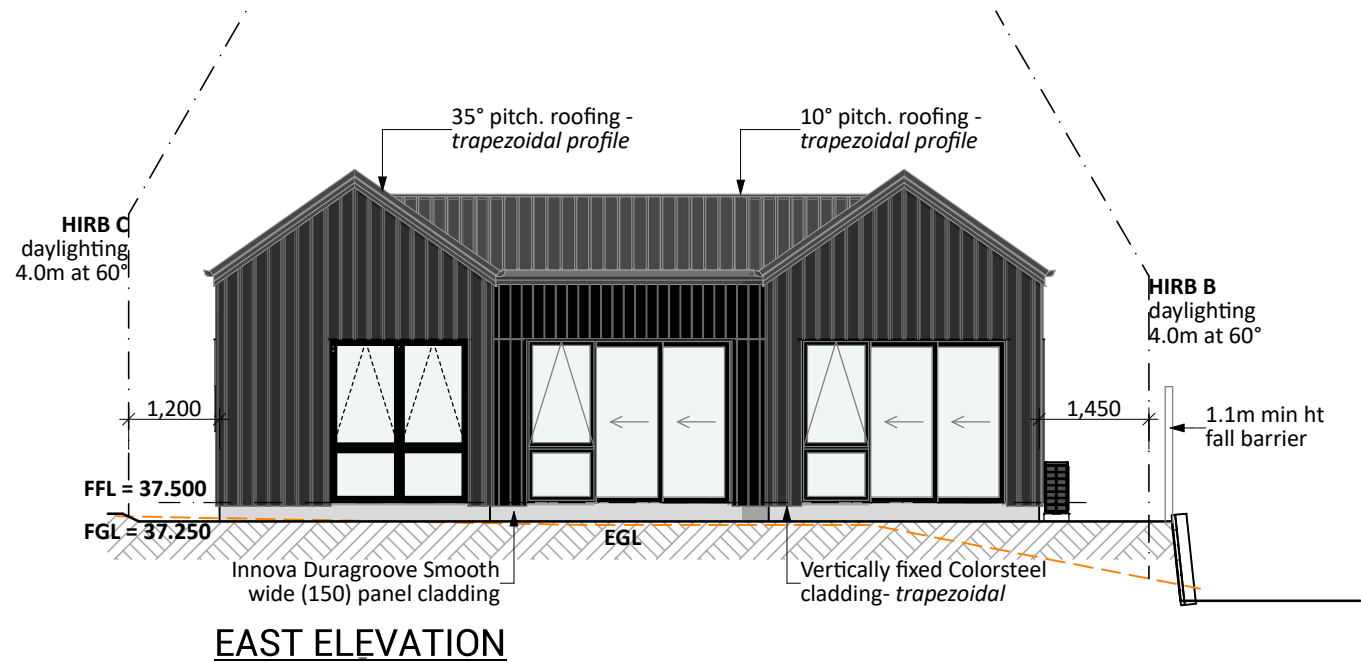 35° pitch. roofing -
trapezoidal profile
10° pitch. roofing -
trapezoidal profile
HIRB C
daylighting
4.0m at 60°
HIRB B
daylighting
4.0m at 60°
1,200
1,450
1.1m min ht
fall barrier
FFL = 37.500
FGL = 37.250
EGL
Innova Duragroove Smooth
wide (150) panel cladding
Vertically fixed Colorsteel
cladding- trapezoidal
EAST ELEVATION